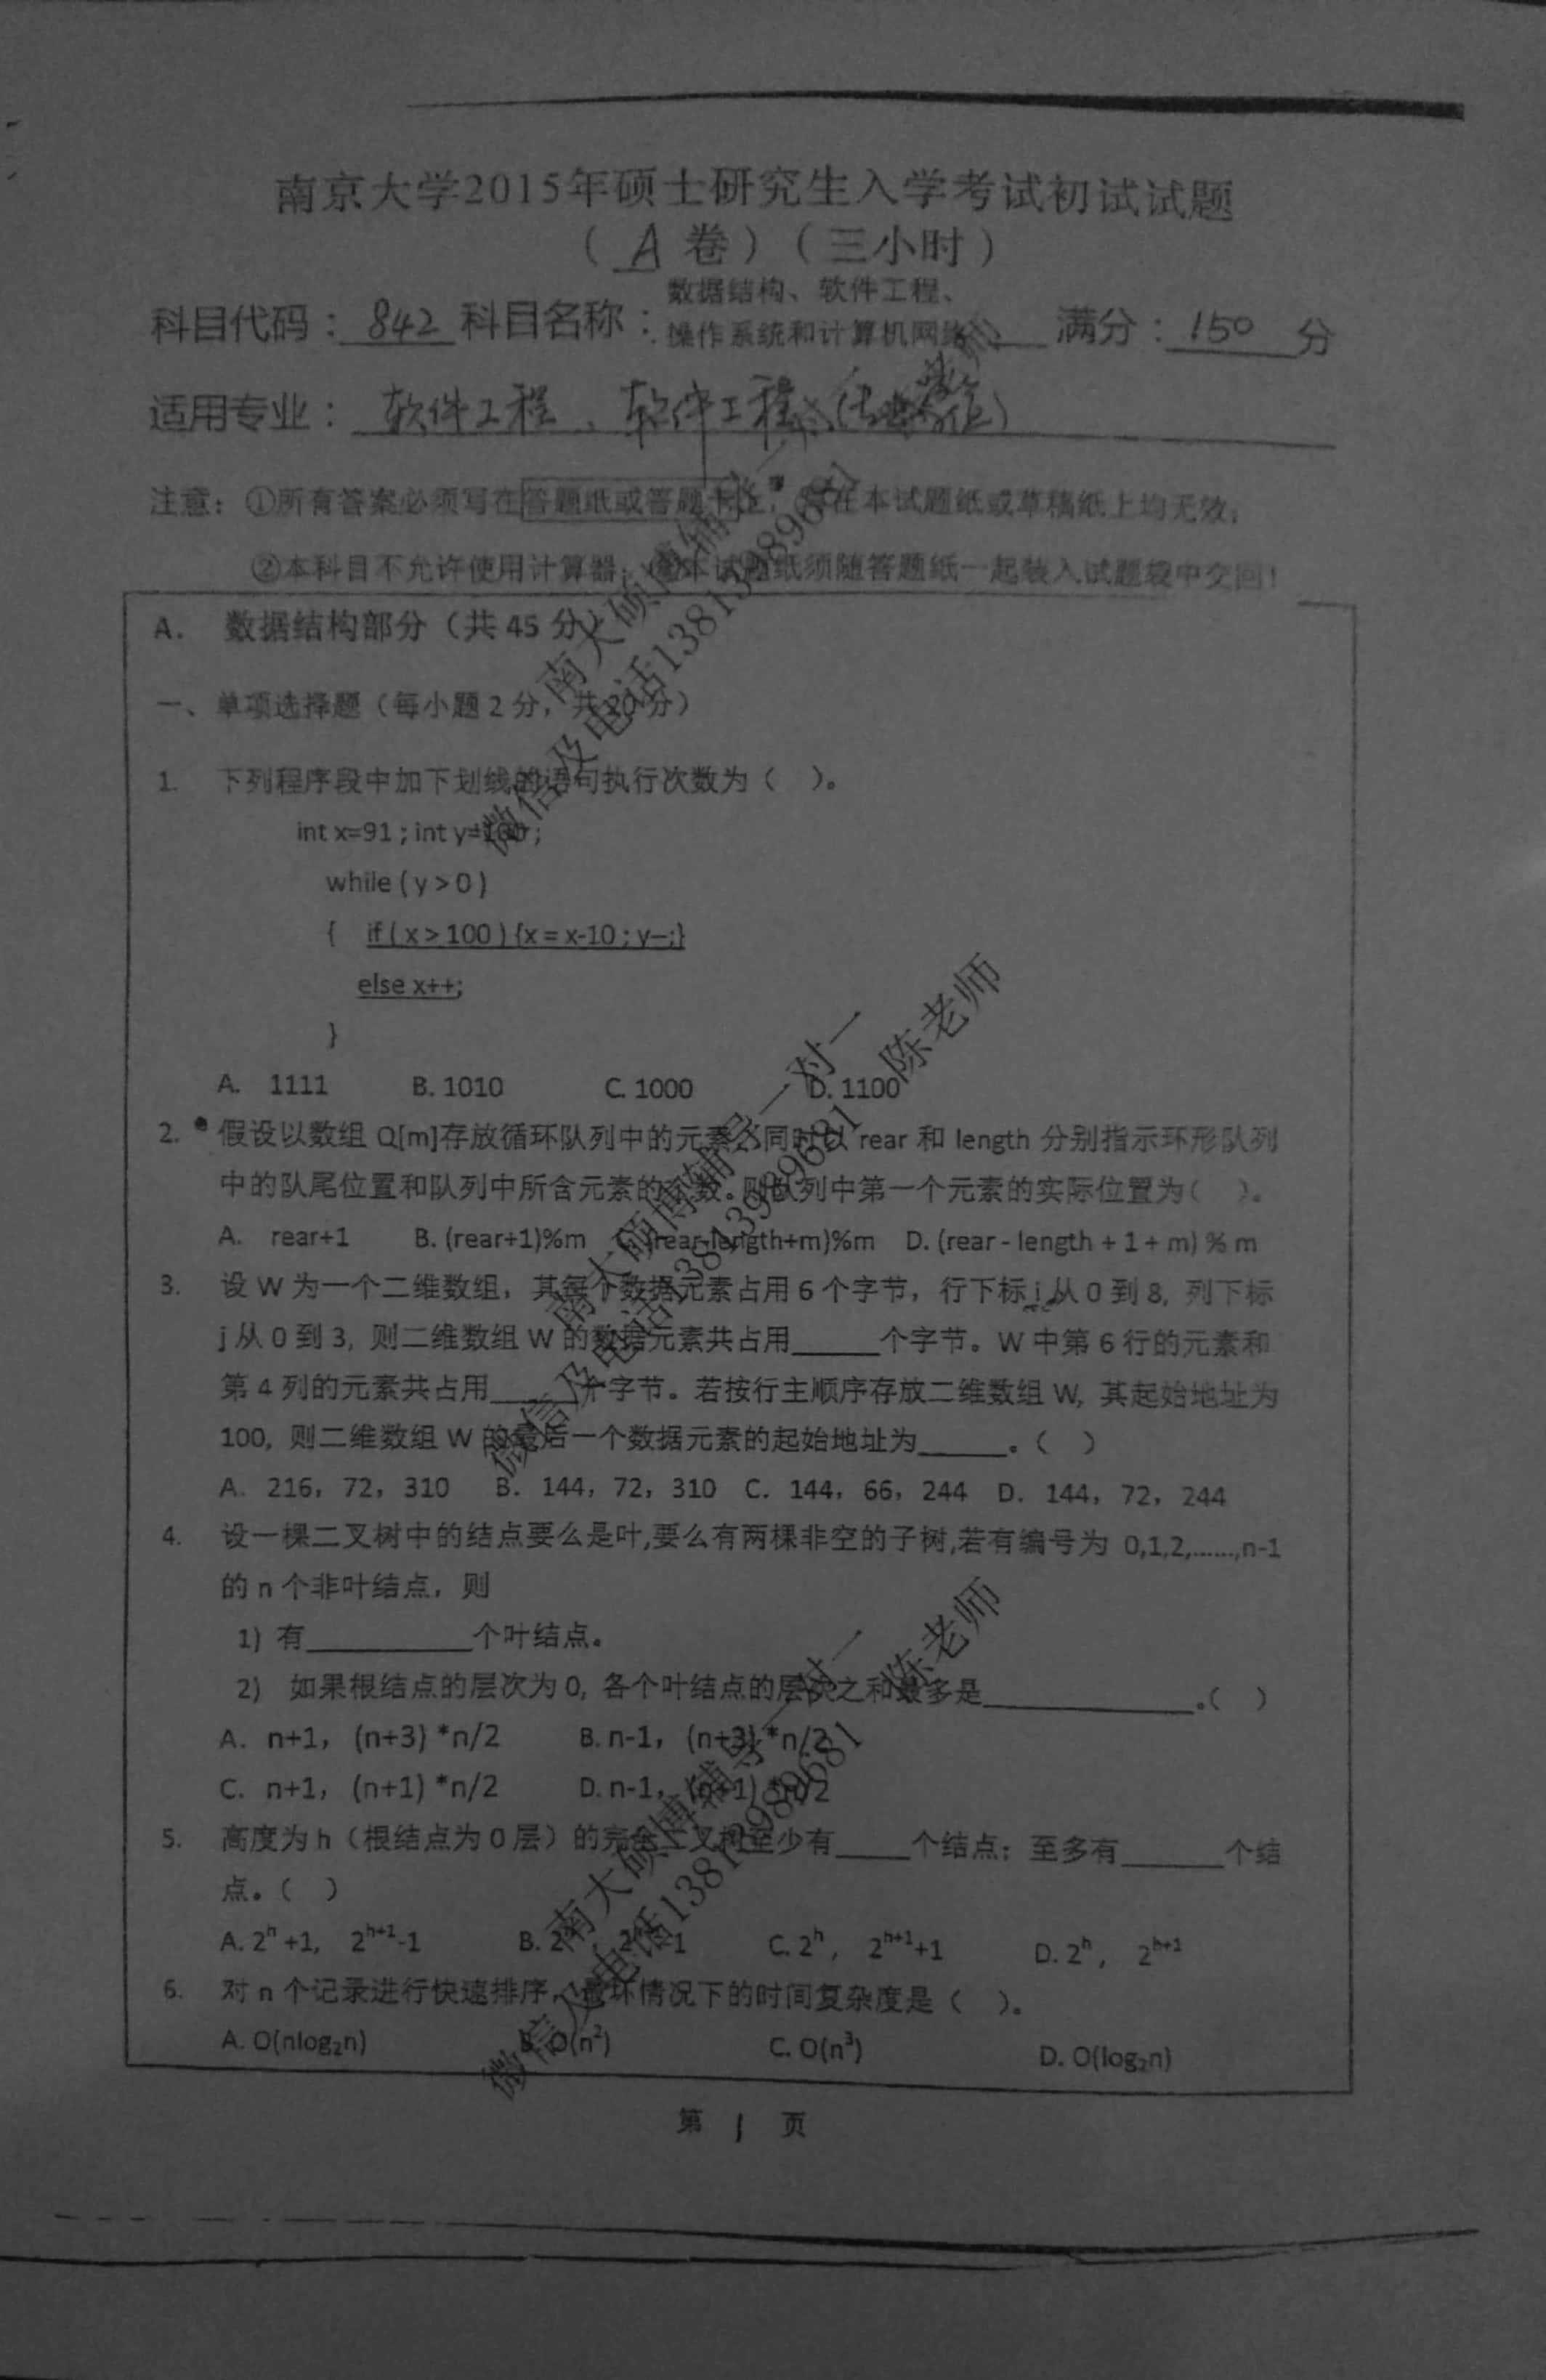 南京大学2015年硕士研究生入学考试初试试题
( A 卷)(三小时)
科目代码: 842 科目名称: 数据结构、软件工程、操作系统和计算机网络 满分: 150 分
适用专业: 软件工程、软件工程(专业学位)
注意: ①所有答案必须写在答题纸或答题卡上,写在本试题纸或草稿纸上均无效;
②本科目不允许使用计算器; ③本试题纸须随答题纸一起装入试题袋中交回!
A. 数据结构部分(共 45 分)
一、单项选择题(每小题 2 分,共 20 分)
1. 下列程序段中加下划线的语句执行次数为( )。
int x=91 ; int y=100 ;
while ( y > 0 )
{ if ( x > 100 ) {x = x-10 ; y--;}
else x++;
}
A. 1111 B. 1010 C. 1000 D. 1100
2. 假设以数组 Q[m]存放循环队列中的元素, 同时以 rear 和 length 分别指示环形队列
中的队尾位置和队列中所含元素的个数。则队列中第一个元素的实际位置为( )。
A. rear+1 B. (rear+1)%m C. (rear-length+m)%m D. (rear - length + 1 + m) % m
3. 设 W 为一个二维数组,其每个数据元素占用 6 个字节,行下标 i 从 0 到 8, 列下标
j 从 0 到 3, 则二维数组 W 的数据元素共占用______个字节。W 中第 6 行的元素和
第 4 列的元素共占用______个字节。若按行主顺序存放二维数组 W, 其起始地址为
100, 则二维数组 W 的最后一个数据元素的起始地址为______。( )
A. 216, 72, 310 B. 144, 72, 310 C. 144, 66, 244 D. 144, 72, 244
4. 设一棵二叉树中的结点要么是叶,要么有两棵非空的子树,若有编号为 0,1,2,……,n-1
的 n 个非叶结点,则
1) 有___________个叶结点。
2) 如果根结点的层次为 0, 各个叶结点的层次之和最多是______________。( )
A. n+1, (n+3) *n/2 B. n-1, (n+3) *n/2
C. n+1, (n+1) *n/2 D. n-1, (n+1) *n/2
5. 高度为 h(根结点为 0 层)的完全二叉树至少有_____个结点; 至多有_______个结
点。( )
A. 2ʰ +1, 2ʰ⁺¹-1 B. 2ʰ, 2ʰ⁺¹-1 C. 2ʰ, 2ʰ⁺¹+1 D. 2ʰ, 2ʰ⁺¹
6. 对 n 个记录进行快速排序,最坏情况下的时间复杂度是( )。
A. O(nlog₂n) B. O(n²) C. O(n³) D. O(log₂n)
第 1 页
南大硕博辅导一对一 陈老师
微信及电话13813989681